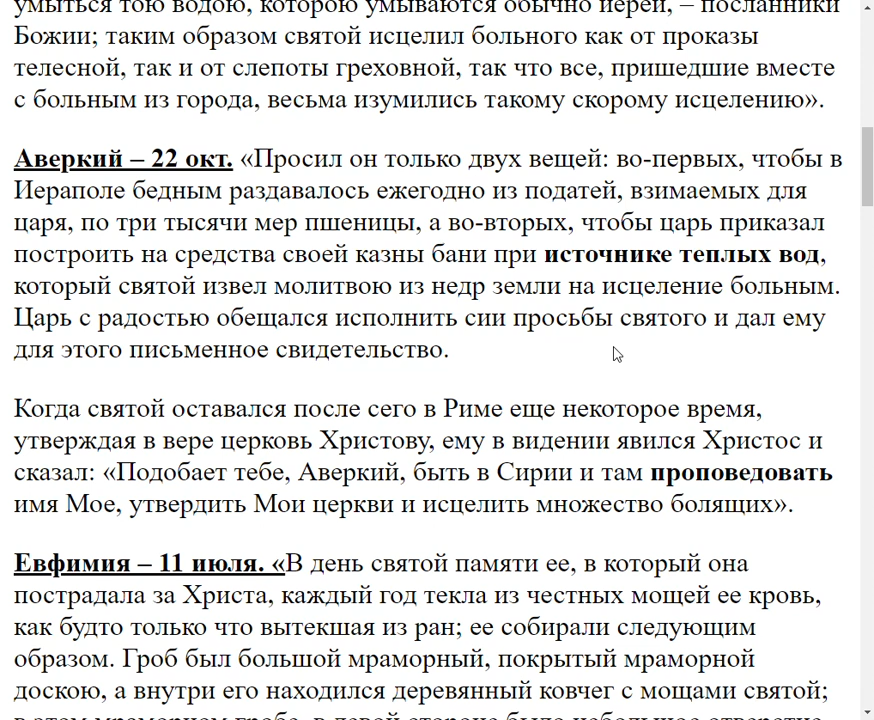 умыться тою водою, которою умываются обычно иереи, – посланники
Божии; таким образом святой исцелил больного как от проказы
телесной, так и от слепоты греховной, так что все, пришедшие вместе
с больным из города, весьма изумились такому скорому исцелению».
Аверкий – 22 окт. «Просил он только двух вещей: во-первых, чтобы в
Иераполе бедным раздавалось ежегодно из податей, взимаемых для
царя, по три тысячи мер пшеницы, а во-вторых, чтобы царь приказал
построить на средства своей казны бани при источнике теплых вод,
который святой извел молитвою из недр земли на исцеление больным.
Царь с радостью обещался исполнить сии просьбы святого и дал ему
для этого письменное свидетельство.
Когда святой оставался после сего в Риме еще некоторое время,
утверждая в вере церковь Христову, ему в видении явился Христос и
сказал: «Подобает тебе, Аверкий, быть в Сирии и там проповедовать
имя Мое, утвердить Мои церкви и исцелить множество болящих».
Евфимия – 11 июля. «В день святой памяти ее, в который она
пострадала за Христа, каждый год текла из честных мощей ее кровь,
как будто только что вытекшая из ран; ее собирали следующим
образом. Гроб был большой мраморный, покрытый мраморной
доскою, а внутри его находился деревянный ковчег с мощами святой;
в этом мраморном гробе, в левой стороне было небольшое отверстие